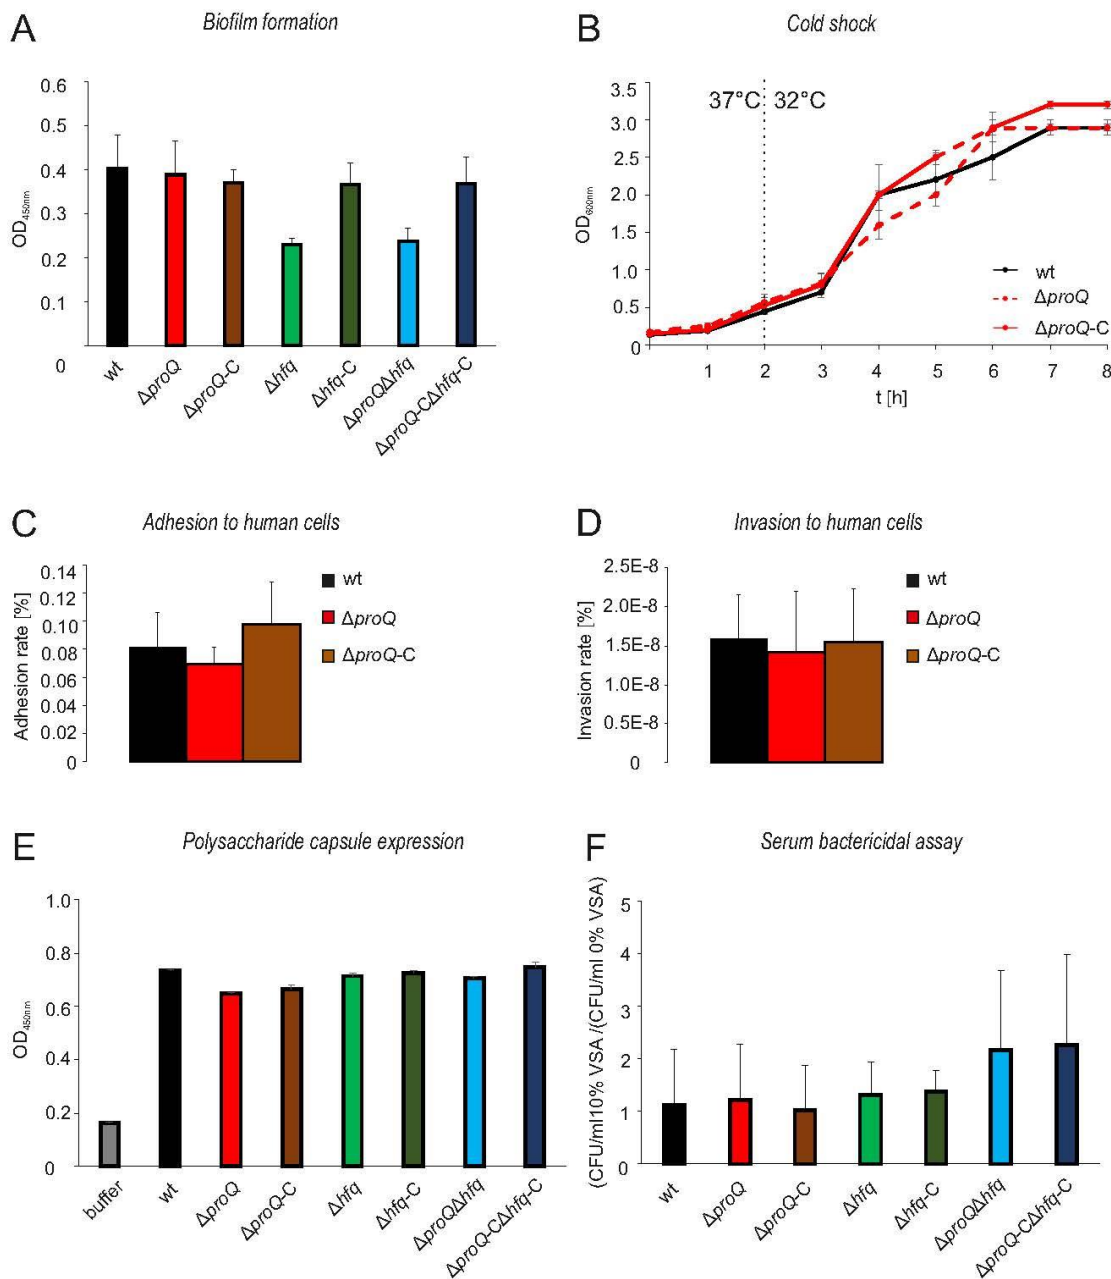 A
Biofilm formation
0.6
0.5
0.4
0.3
0.2
0.1
0
OD450nm
wt
ΔproQ
ΔproQ-C
Δhfq
Δhfq-C
ΔproQΔhfq
ΔproQ-CΔhfq-C
B
Cold shock
37°C 32°C
3.5
3.0
2.5
2.0
1.5
1.0
0.5
0
OD600nm
wt
ΔproQ
ΔproQ-C
1 2 3 4 5 6 7 8
t [h]
C
Adhesion to human cells
0.14
0.12
0.10
0.08
0.06
0.04
0.02
0
Adhesion rate [%]
wt
ΔproQ
ΔproQ-C
D
Invasion to human cells
2.5E-8
2.0E-8
1.5E-8
1.0E-8
0.5E-8
0
Invasion rate [%]
wt
ΔproQ
ΔproQ-C
E
Polysaccharide capsule expression
1.0
0.8
0.6
0.4
0.2
0
OD450nm
buffer
wt
ΔproQ
ΔproQ-C
Δhfq
Δhfq-C
ΔproQΔhfq
ΔproQ-CΔhfq-C
F
Serum bactericidal assay
5
4
3
2
1
0
(CFU/ml10% VSA /(CFU/ml 0% VSA)
wt
ΔproQ
ΔproQ-C
Δhfq
Δhfq-C
ΔproQΔhfq
ΔproQ-CΔhfq-C